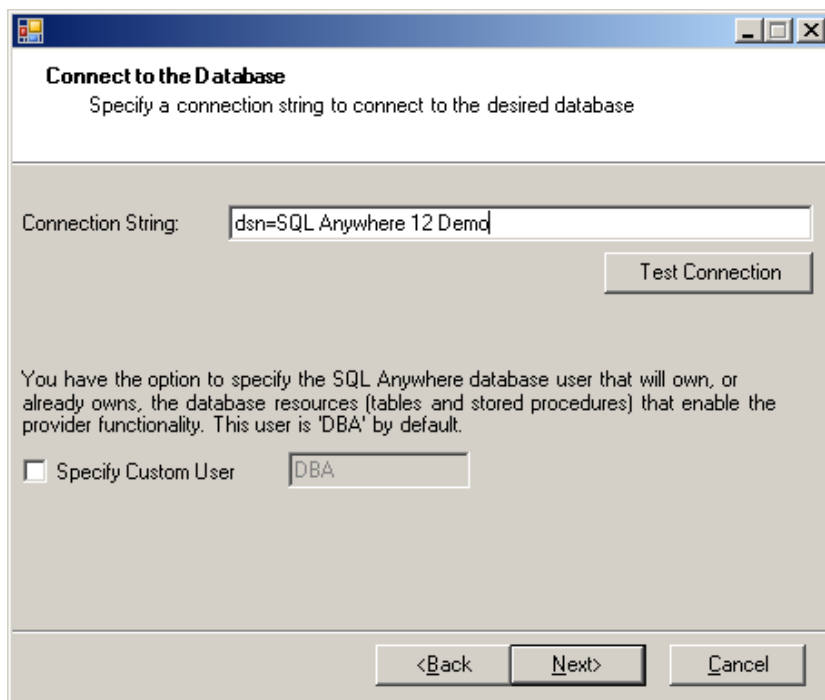 Connect to the Database
Specify a connection string to connect to the desired database
Connection String:
dsn=SQL Anywhere 12 Demo
Test Connection
You have the option to specify the SQL Anywhere database user that will own, or
already owns, the database resources (tables and stored procedures) that enable the
provider functionality. This user is 'DBA' by default.
Specify Custom User
DBA
<Back
Next>
Cancel